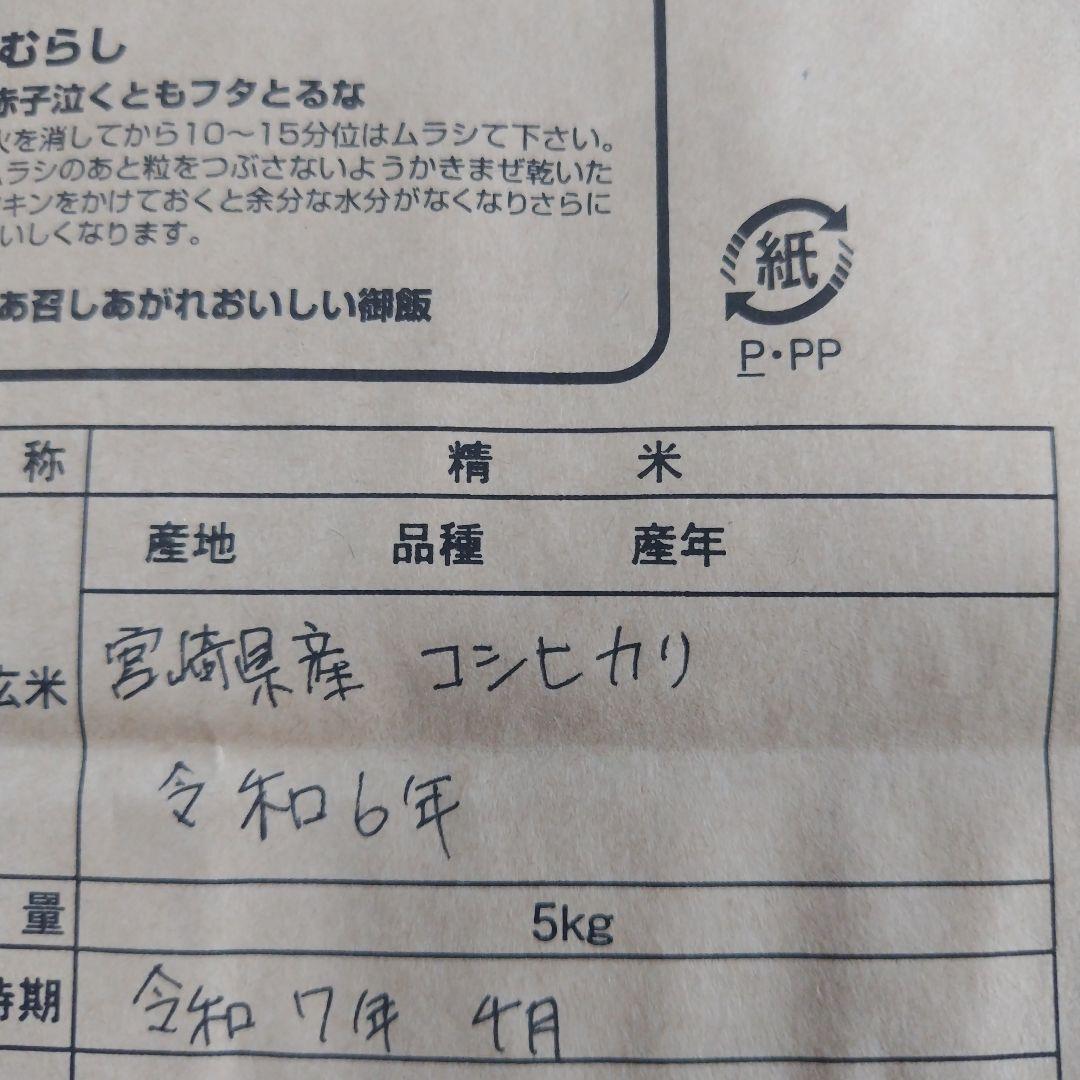 むらし
赤子泣くともフタとるな
火を消してから10〜15分位はムラシて下さい。
ムラシのあと粒をつぶさないようかきまぜ乾いた
キンをかけておくと余分な水分がなくなりさらに
いしくなります。
あ召しあがれおいしい御飯
紙
P・PP
称 精 米
産地 品種 産年
玄米 宮崎県産 コシヒカリ
令和6年
量 5kg
時期 令和7年 4月